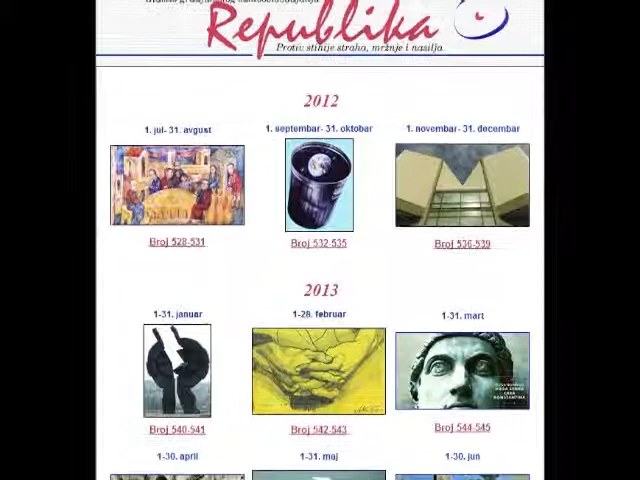 Republika
Protiv stihije straha, mržnje i nasilja
2012
1. jul- 31. avgust
1. septembar- 31. oktobar
1. novembar- 31. decembar
Broj 528-531
Broj 532-535
Broj 536-539
2013
1-31. januar
1-28. februar
1-31. mart
Broj 540-541
Broj 542-543
Broj 544-545
1-30. april
1-31. maj
1-30. jun